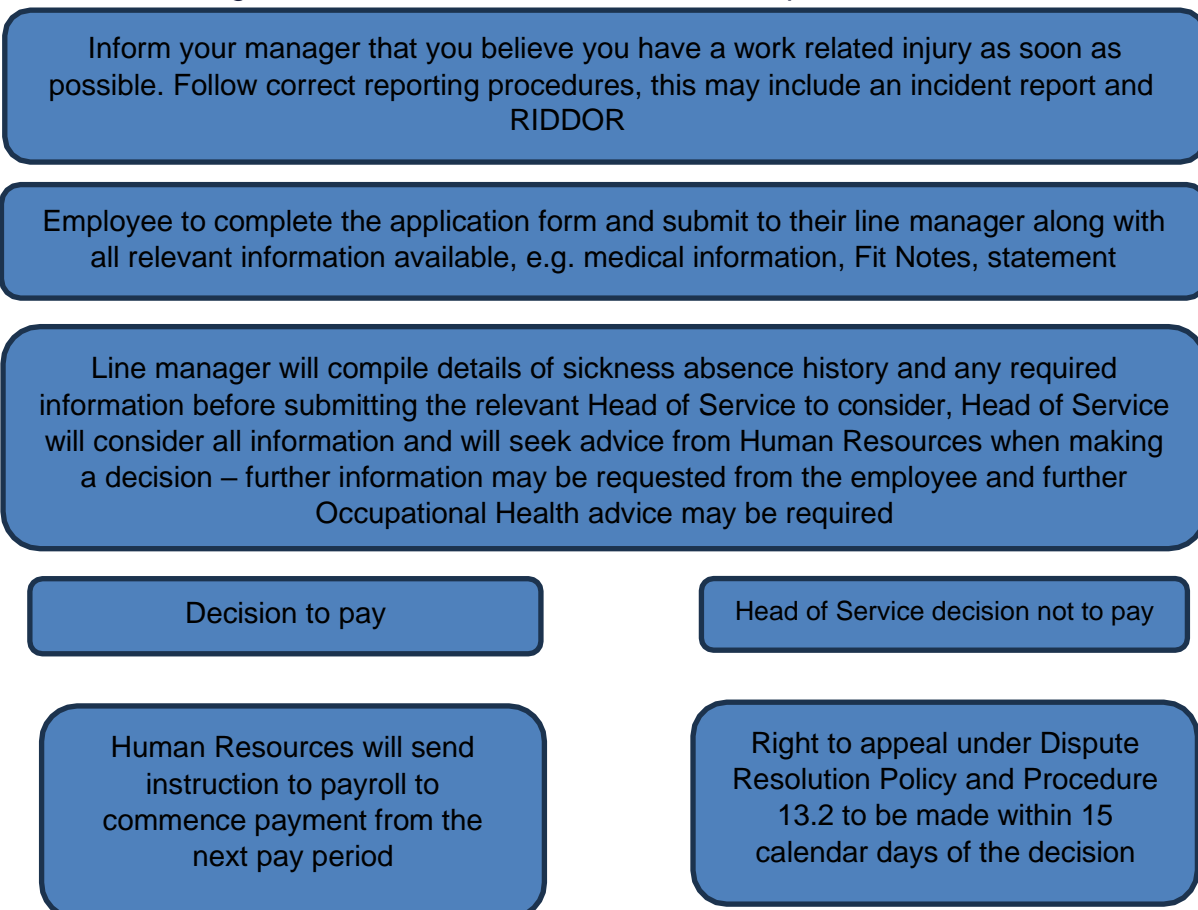 Inform your manager that you believe you have a work related injury as soon as
possible. Follow correct reporting procedures, this may include an incident report and
RIDDOR
Employee to complete the application form and submit to their line manager along with
all relevant information available, e.g. medical information, Fit Notes, statement
Line manager will compile details of sickness absence history and any required
information before submitting the relevant Head of Service to consider, Head of Service
will consider all information and will seek advice from Human Resources when making
a decision – further information may be requested from the employee and further
Occupational Health advice may be required
Decision to pay
Head of Service decision not to pay
Human Resources will send
instruction to payroll to
commence payment from the
next pay period
Right to appeal under Dispute
Resolution Policy and Procedure
13.2 to be made within 15
calendar days of the decision